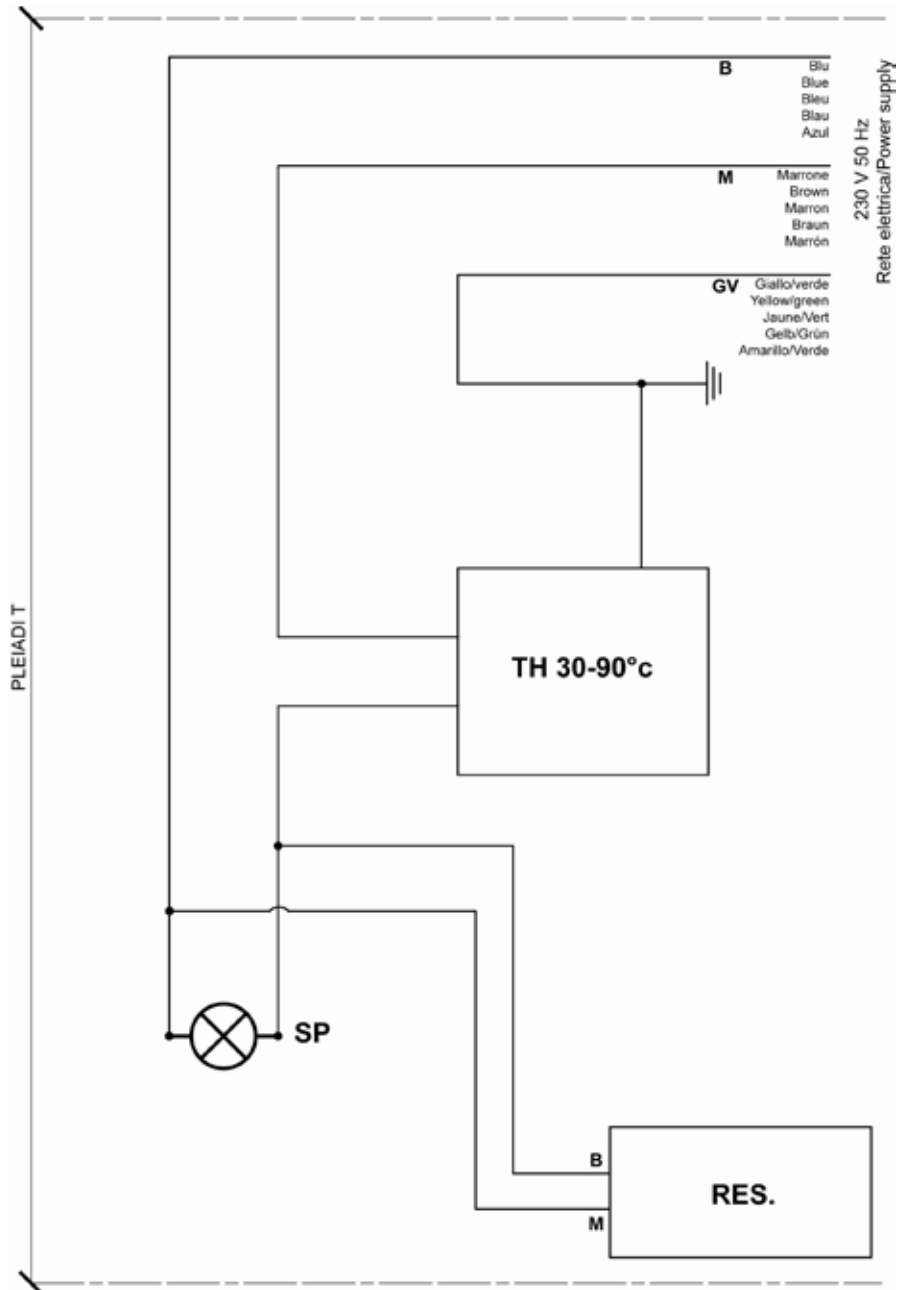 B
Blu
Blue
Bleu
Blau
Azul
M
Marrone
Brown
Marron
Braun
Marrón
GV
Giallo/verde
Yellow/green
Jaune/Vert
Gelb/Grün
Amarillo/Verde
230 V 50 Hz
Rete elettrica/Power supply
PLEIADI T
TH 30-90°c
SP
B
RES.
M